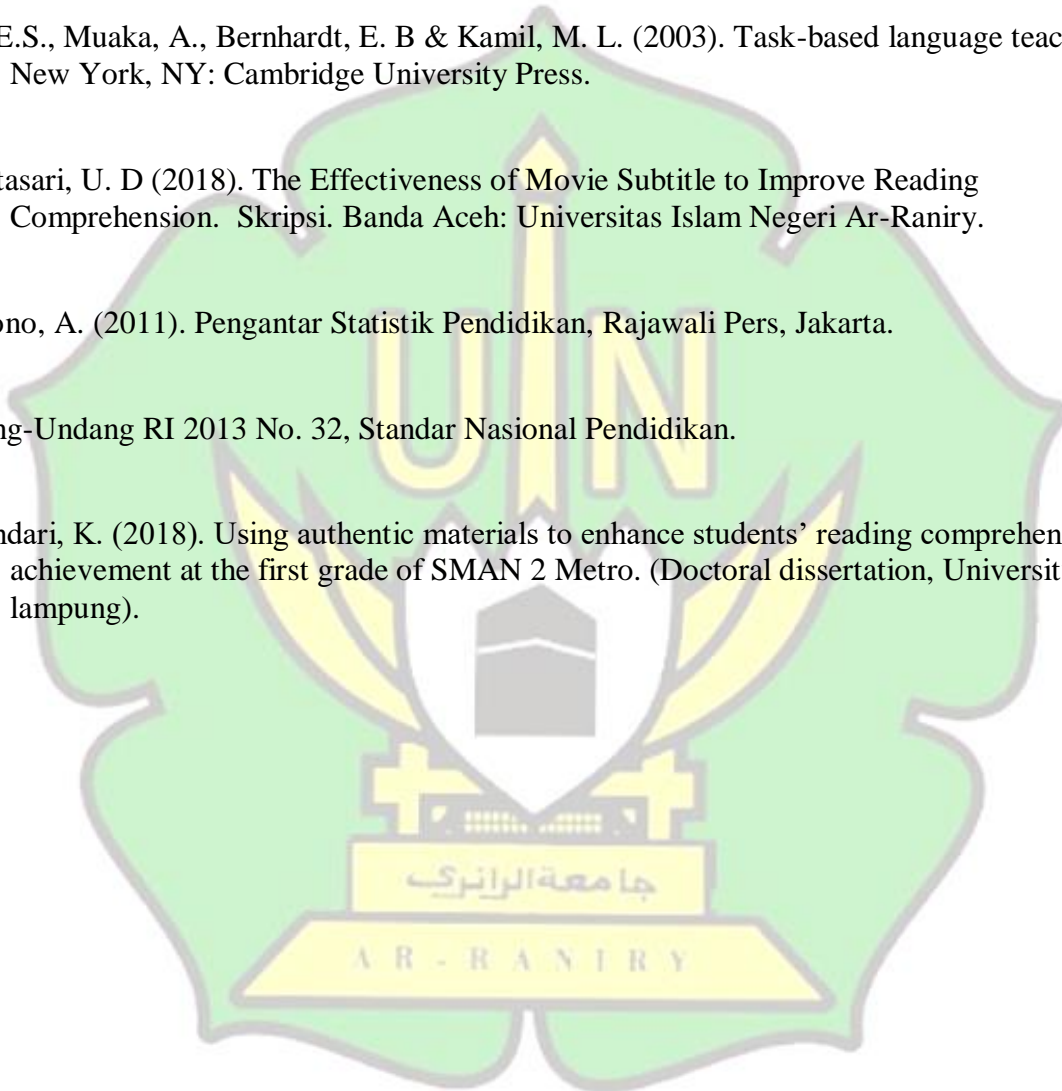 E.S., Muaka, A., Bernhardt, E. B & Kamil, M. L. (2003). Task-based language teac
New York, NY: Cambridge University Press.
tasari, U. D (2018). The Effectiveness of Movie Subtitle to Improve Reading
Comprehension. Skripsi. Banda Aceh: Universitas Islam Negeri Ar-Raniry.
ono, A. (2011). Pengantar Statistik Pendidikan, Rajawali Pers, Jakarta.
ng-Undang RI 2013 No. 32, Standar Nasional Pendidikan.
ndari, K. (2018). Using authentic materials to enhance students’ reading comprehen
achievement at the first grade of SMAN 2 Metro. (Doctoral dissertation, Universit
lampung).
UIN
جامعة الرانري
AR-RANIRY